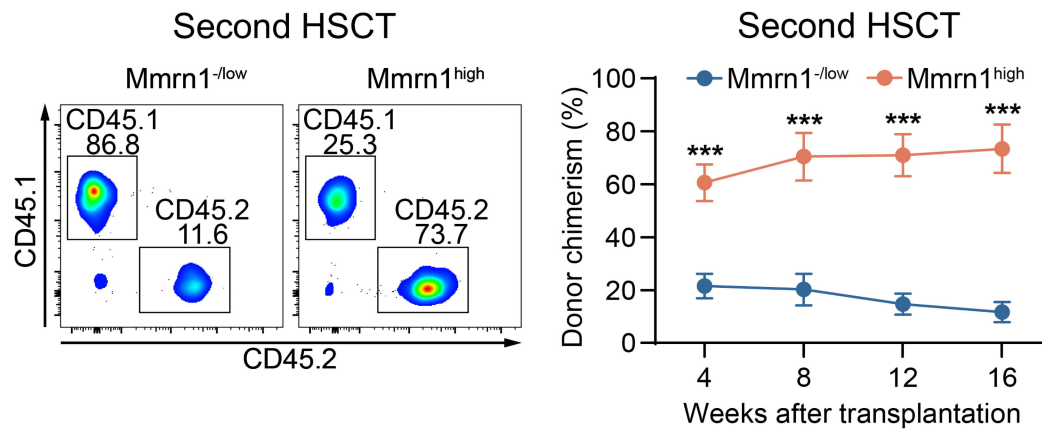 Second HSCT
Mmrn1-/low
Mmrn1high
CD45.1
86.8
CD45.2
11.6
CD45.1
25.3
CD45.2
73.7
CD45.1
CD45.2
Second HSCT
Mmrn1-/low
Mmrn1high
Donor chimerism (%)
100
80
60
40
20
0
***
***
***
***
4
8
12
16
Weeks after transplantation